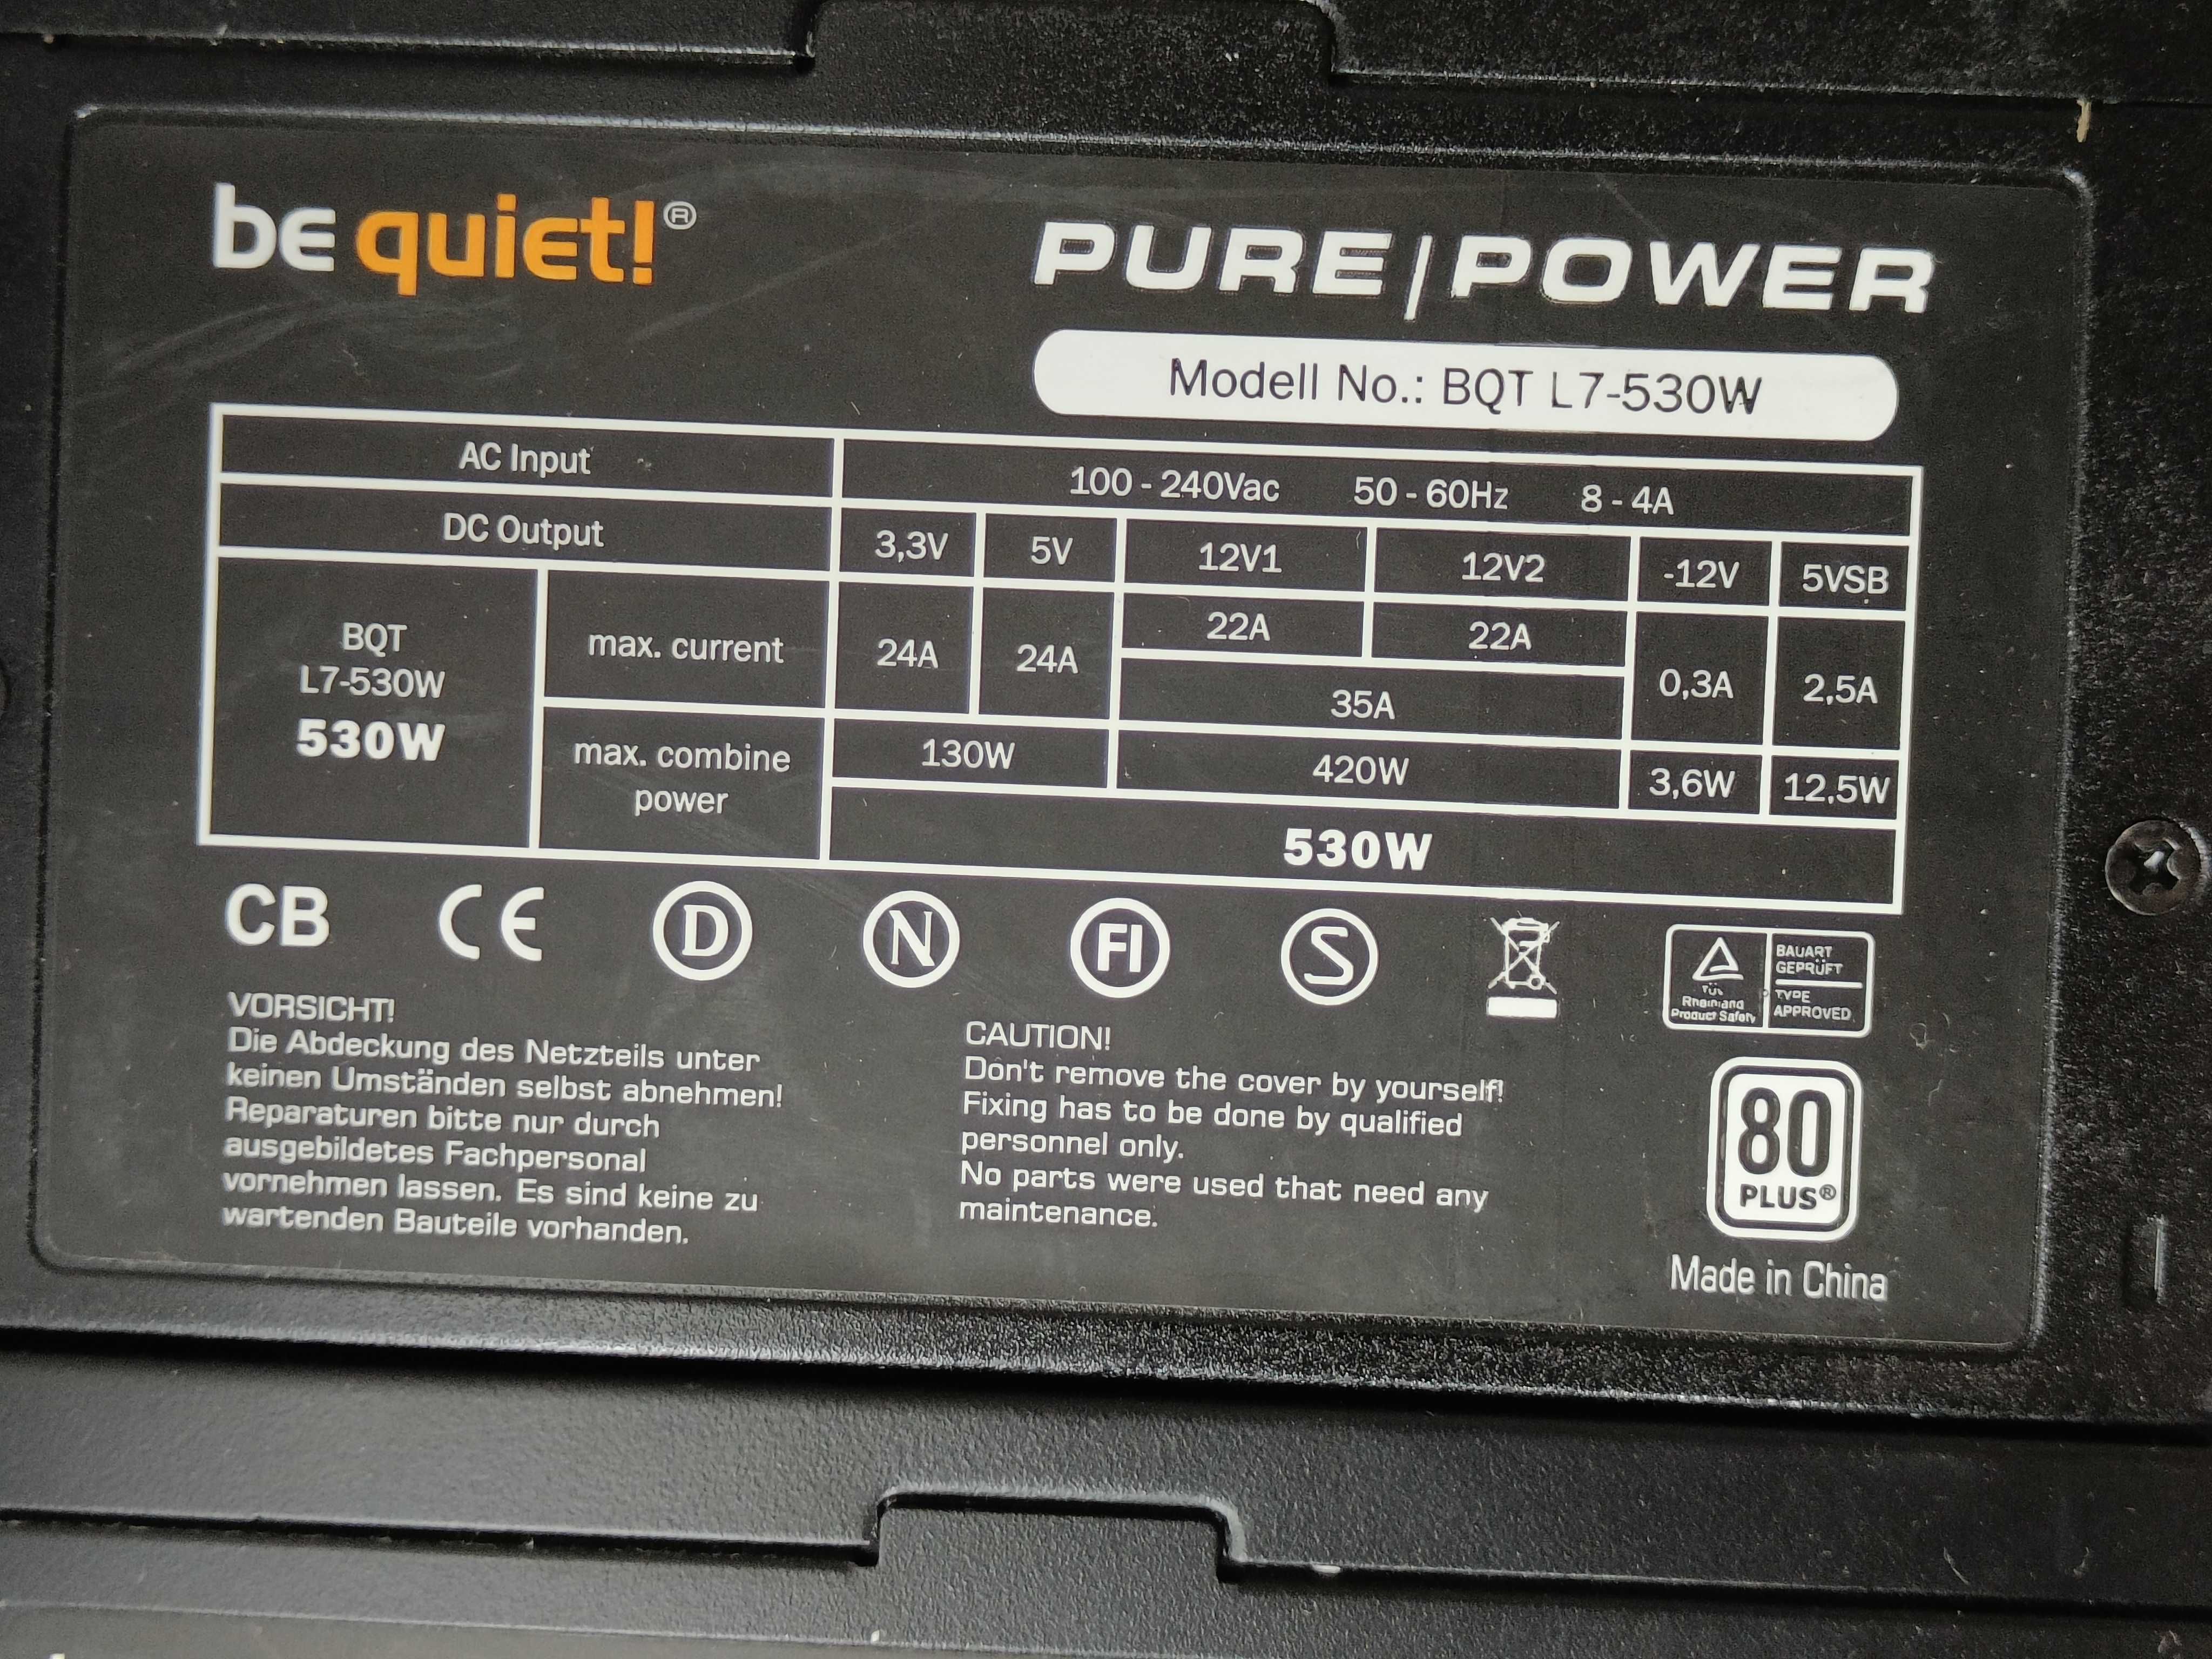 be quiet!®
PURE|POWER
Modell No.: BQT L7-530W
AC Input 100 - 240Vac 50 - 60Hz 8 - 4A
DC Output 3,3V 5V 12V1 12V2 -12V 5VSB
BQT
L7-530W
530W
max. current 24A 24A 22A 22A 0,3A 2,5A
35A
max. combine
power
130W 420W 3,6W 12,5W
530W
CB CE D N FI S
TÜV
Rheinland
Product Safety
BAUART
GEPRÜFT
TYPE
APPROVED
VORSICHT!
Die Abdeckung des Netzteils unter
keinen Umständen selbst abnehmen!
Reparaturen bitte nur durch
ausgebildetes Fachpersonal
vornehmen lassen. Es sind keine zu
wartenden Bauteile vorhanden.
CAUTION!
Don't remove the cover by yourself!
Fixing has to be done by qualified
personnel only.
No parts were used that need any
maintenance.
80
PLUS®
Made in China